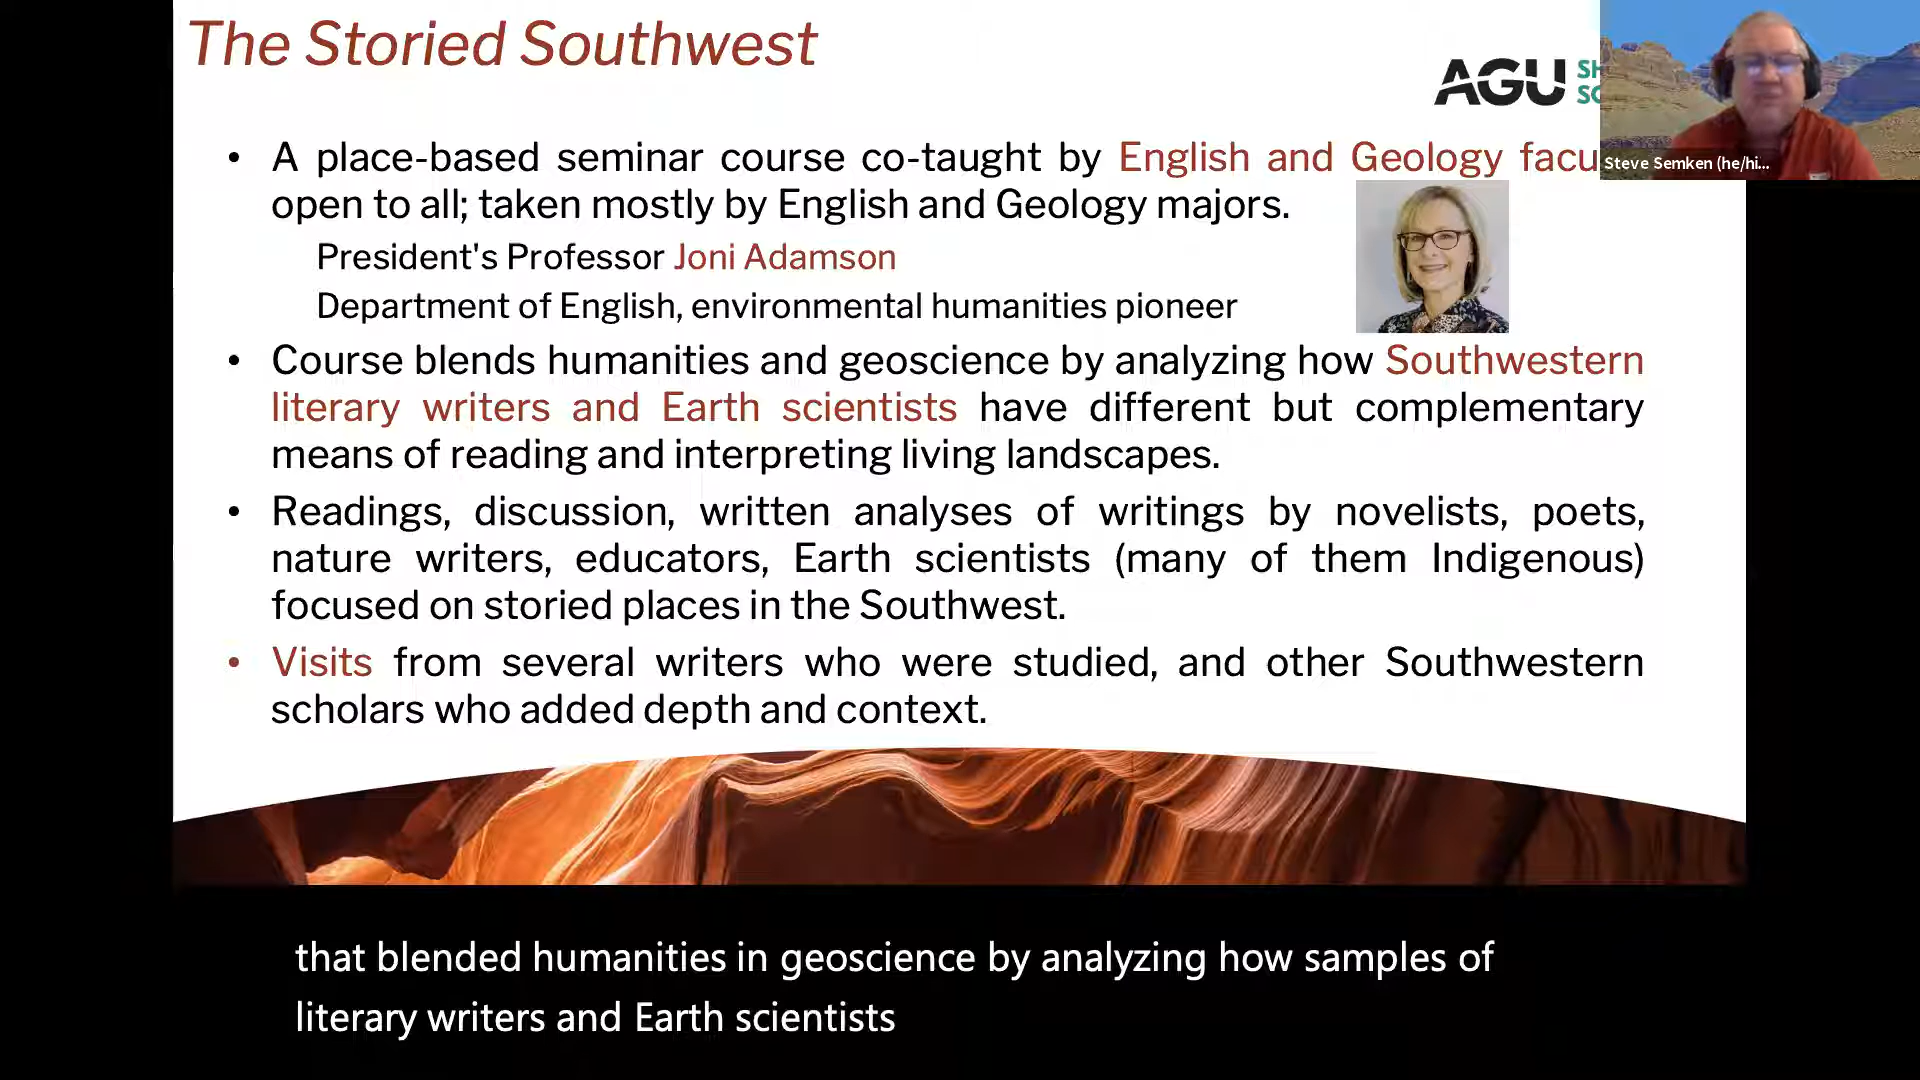 The Storied Southwest
AGU
Steve Semken (he/hi...
• A place-based seminar course co-taught by English and Geology
open to all; taken mostly by English and Geology majors.
President's Professor Joni Adamson
Department of English, environmental humanities pioneer
• Course blends humanities and geoscience by analyzing how Southwestern
literary writers and Earth scientists have different but complementary
means of reading and interpreting living landscapes.
• Readings, discussion, written analyses of writings by novelists, poets,
nature writers, educators, Earth scientists (many of them Indigenous)
focused on storied places in the Southwest.
• Visits from several writers who were studied, and other Southwestern
scholars who added depth and context.
that blended humanities in geoscience by analyzing how samples of
literary writers and Earth scientists